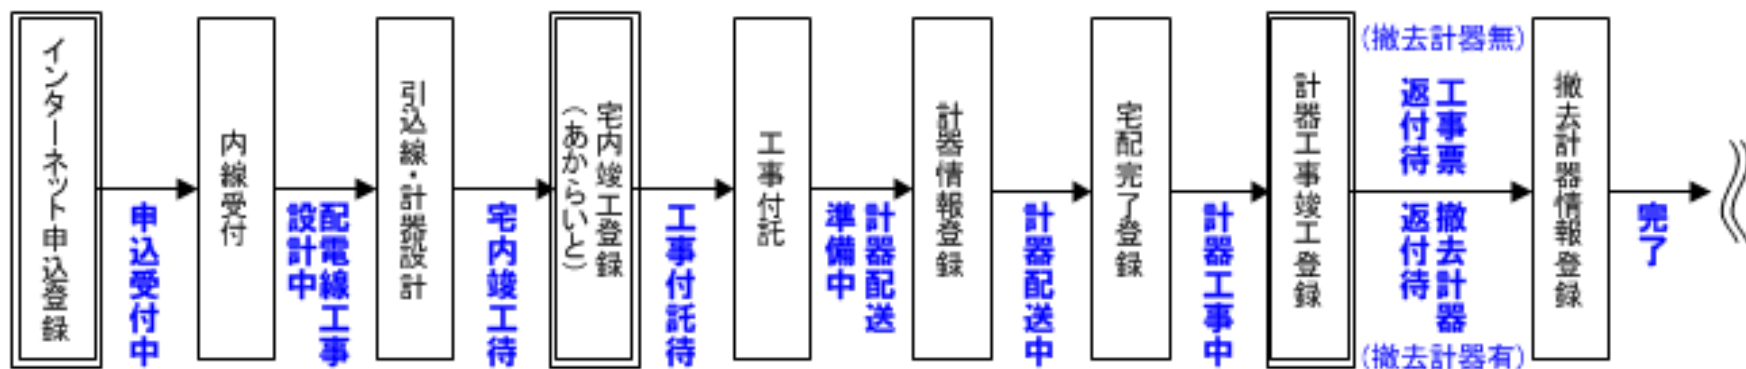 インターネット申込登録
申込受付中
内線受付
配電線工事
設計中
引込線・計器設計
宅内竣工待
宅内竣工登録
（あからいと）
工事付託待
工事付託
計器配送
準備中
計器情報登録
計器配送中
宅配完了登録
計器工事中
計器工事竣工登録
(撤去計器無)
工事票
返付待
撤去計器
返付待
(撤去計器有)
撤去計器情報登録
完了